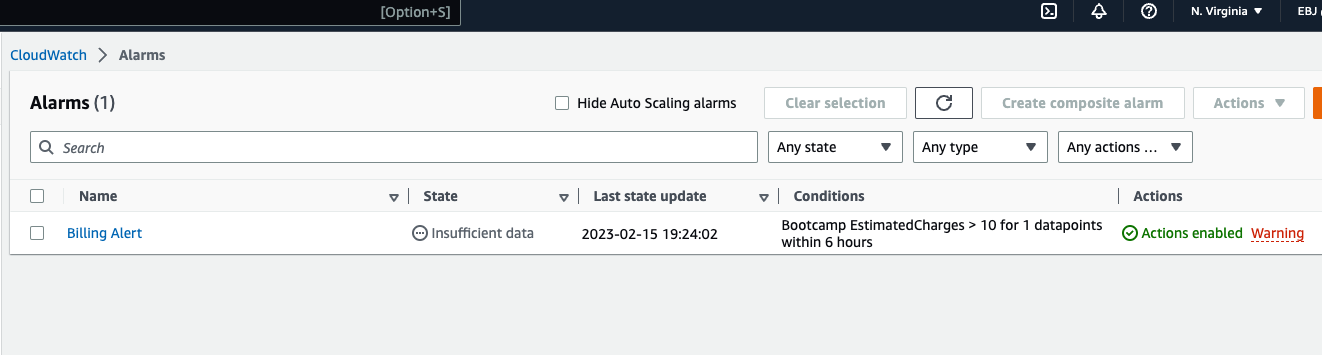 [Option+S]
N. Virginia
EBJ
CloudWatch > Alarms
Alarms (1)
Hide Auto Scaling alarms
Clear selection
Create composite alarm
Actions
Search
Any state
Any type
Any actions ...
Name
State
Last state update
Conditions
Actions
Billing Alert
Insufficient data
2023-02-15 19:24:02
Bootcamp EstimatedCharges > 10 for 1 datapoints
within 6 hours
Actions enabled
Warning